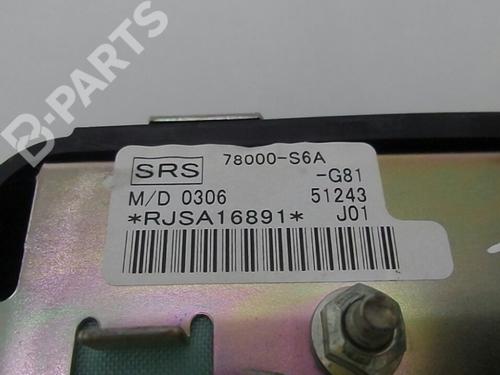 B-PARTS
SRS 78000-S6A
-G81
M/D 0306 51243
*RJSA16891* J01